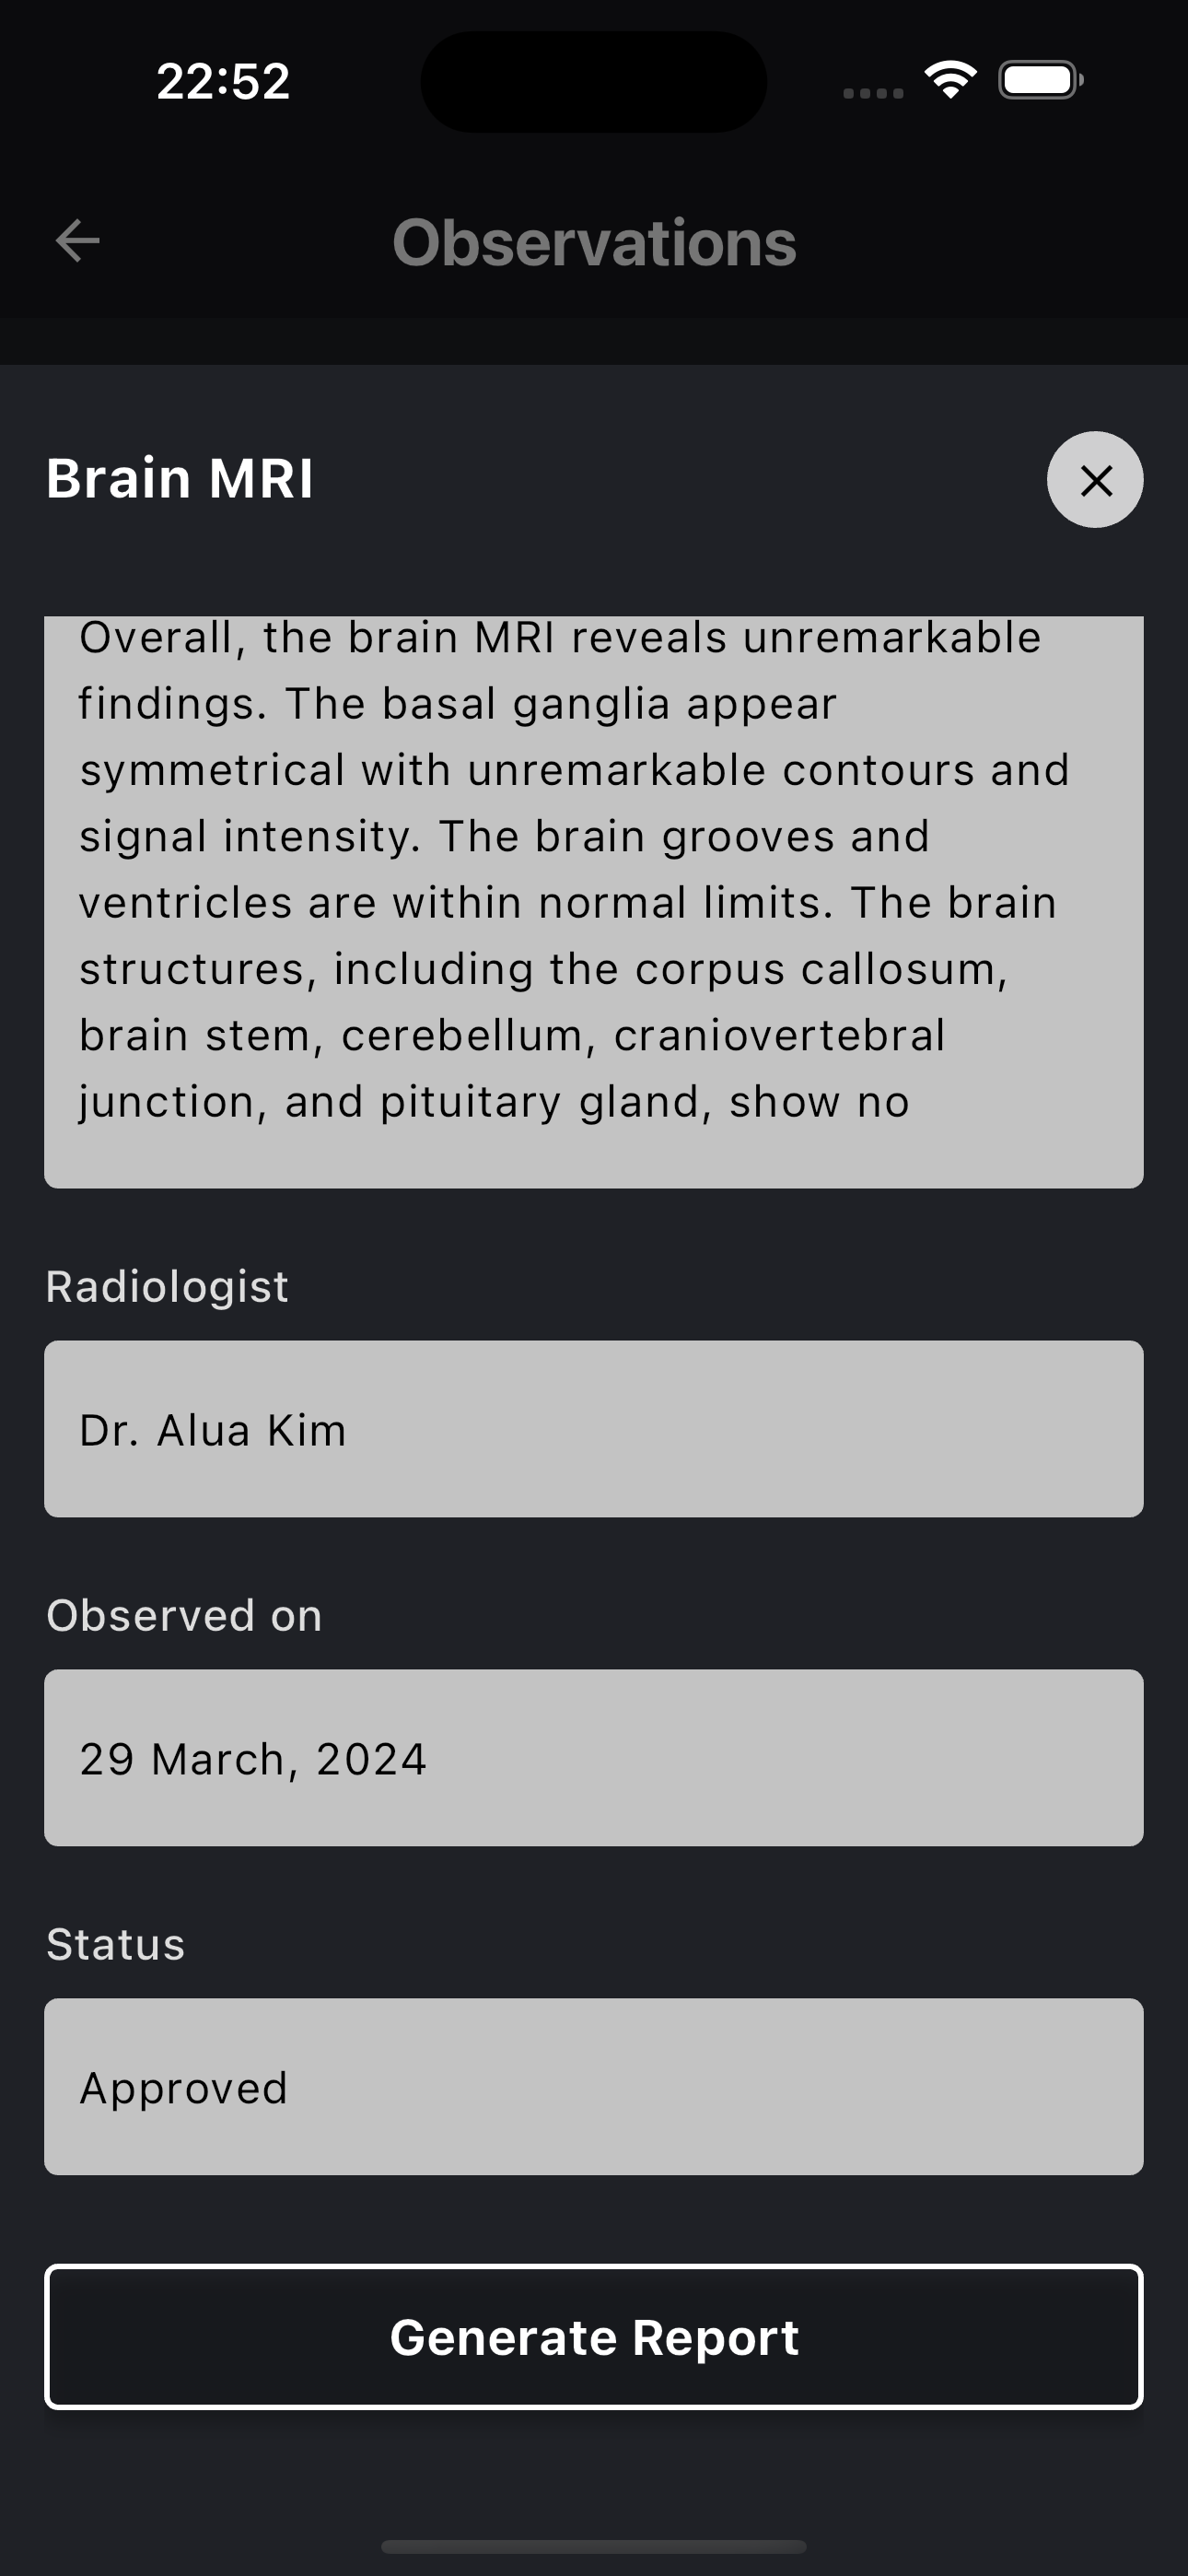 22:52
Observations
Brain MRI
Overall, the brain MRI reveals unremarkable
findings. The basal ganglia appear
symmetrical with unremarkable contours and
signal intensity. The brain grooves and
ventricles are within normal limits. The brain
structures, including the corpus callosum,
brain stem, cerebellum, craniovertebral
junction, and pituitary gland, show no
Radiologist
Dr. Alua Kim
Observed on
29 March, 2024
Status
Approved
Generate Report